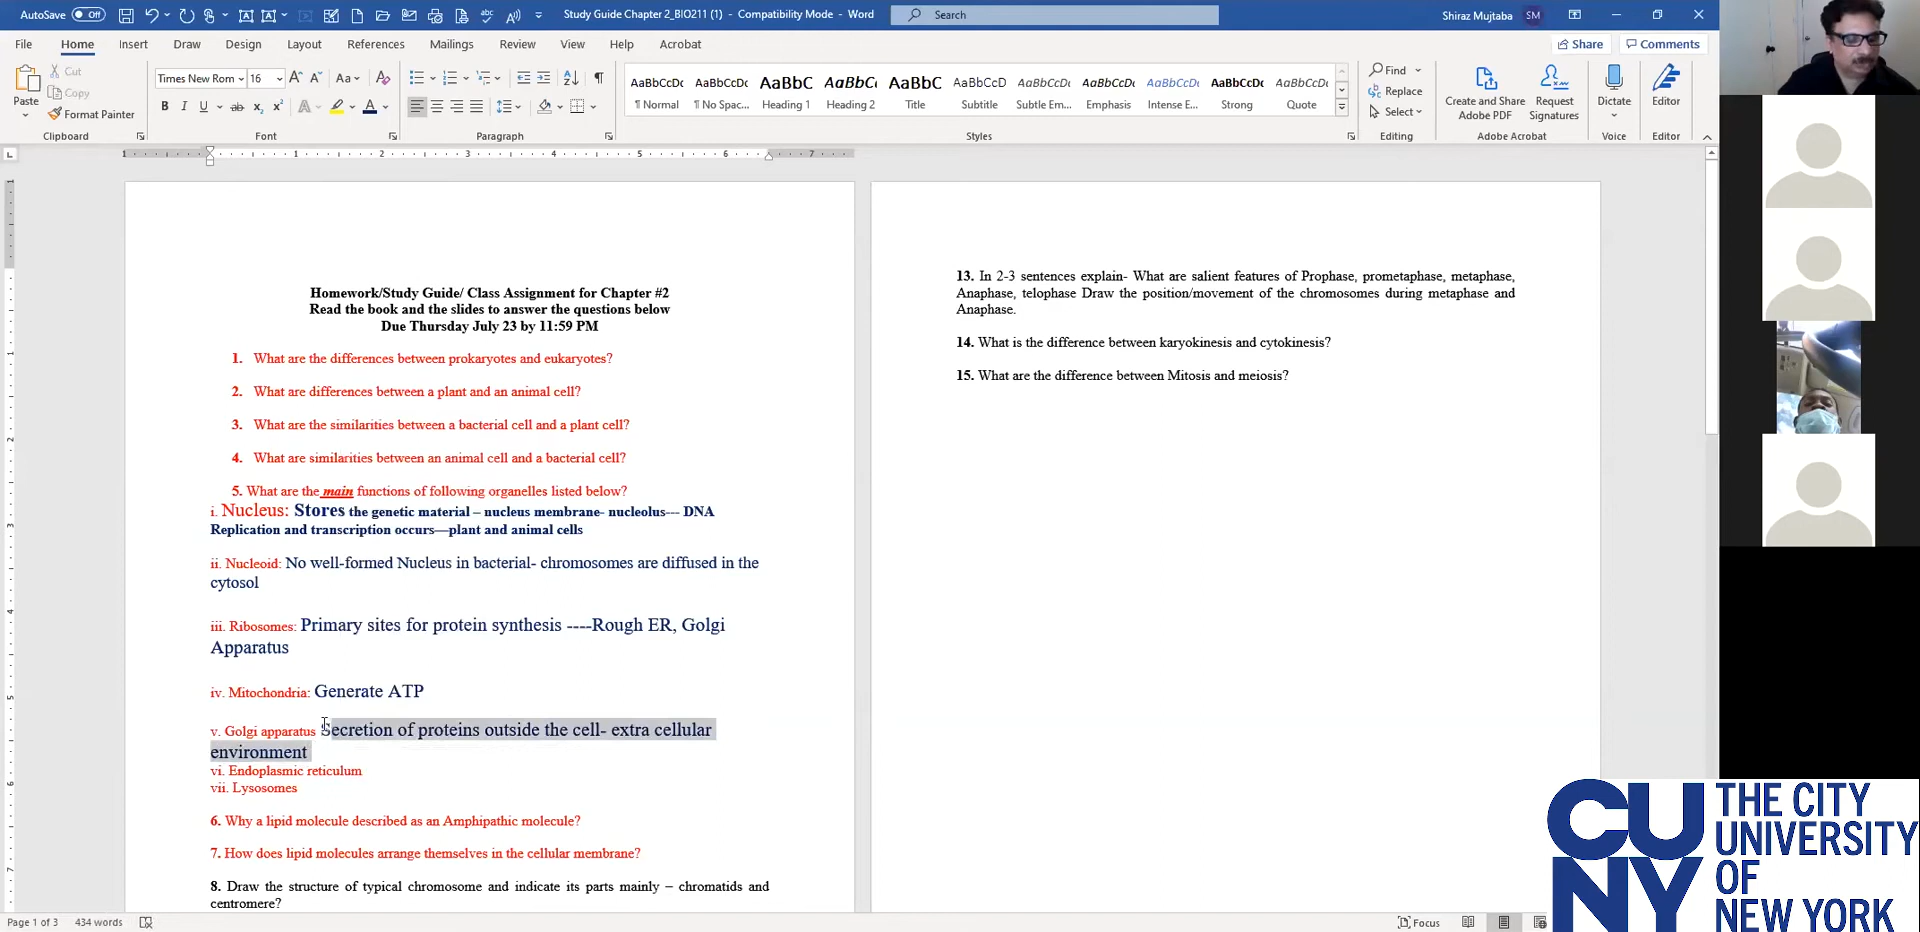 AutoSave Off Study Guide Chapter 2_BIO211 (1) - Compatibility Mode - Word Search Shiraz Mujtaba SM
File Home Insert Draw Design Layout References Mailings Review View Help Acrobat Share Comments
Paste Cut Copy Format Painter
Clipboard
Times New Rom 16
Font
Paragraph
AaBbCcDc AaBbCcDc AaBbC AaBbCc AaBbC AaBbCcD AaBbCcDc AaBbCcDc AaBbCcDc AaBbCcDc AaBbCcDc
¶ Normal ¶ No Spac... Heading 1 Heading 2 Title Subtitle Subtle Em... Emphasis Intense E... Strong Quote
Styles
Find
Replace
Select
Editing
Create and Share Adobe PDF
Request Signatures
Adobe Acrobat
Dictate
Voice
Editor
Editor
Homework/Study Guide/ Class Assignment for Chapter #2
Read the book and the slides to answer the questions below
Due Thursday July 23 by 11:59 PM
1. What are the differences between prokaryotes and eukaryotes?
2. What are differences between a plant and an animal cell?
3. What are the similarities between a bacterial cell and a plant cell?
4. What are similarities between an animal cell and a bacterial cell?
5. What are the main functions of following organelles listed below?
i. Nucleus: Stores the genetic material – nucleus membrane- nucleolus--- DNA
Replication and transcription occurs—plant and animal cells
ii. Nucleoid: No well-formed Nucleus in bacterial- chromosomes are diffused in the
cytosol
iii. Ribosomes: Primary sites for protein synthesis ----Rough ER, Golgi
Apparatus
iv. Mitochondria: Generate ATP
v. Golgi apparatus Secretion of proteins outside the cell- extra cellular
environment
vi. Endoplasmic reticulum
vii. Lysosomes
6. Why a lipid molecule described as an Amphipathic molecule?
7. How does lipid molecules arrange themselves in the cellular membrane?
8. Draw the structure of typical chromosome and indicate its parts mainly – chromatids and
centromere?
13. In 2-3 sentences explain- What are salient features of Prophase, prometaphase, metaphase,
Anaphase, telophase Draw the position/movement of the chromosomes during metaphase and
Anaphase.
14. What is the difference between karyokinesis and cytokinesis?
15. What are the difference between Mitosis and meiosis?
Page 1 of 3 434 words Focus
CUNY
THE CITY
UNIVERSITY
OF
NEW YORK